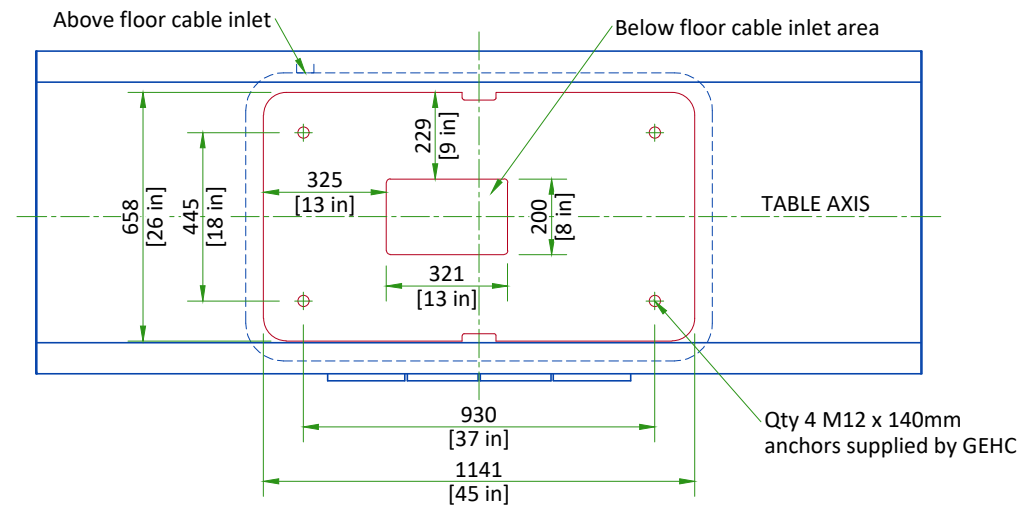 Above floor cable inlet
Below floor cable inlet area
229
[9 in]
325
[13 in]
658
[26 in]
445
[18 in]
200
[8 in]
TABLE AXIS
321
[13 in]
930
[37 in]
Qty 4 M12 x 140mm
anchors supplied by GEHC
1141
[45 in]